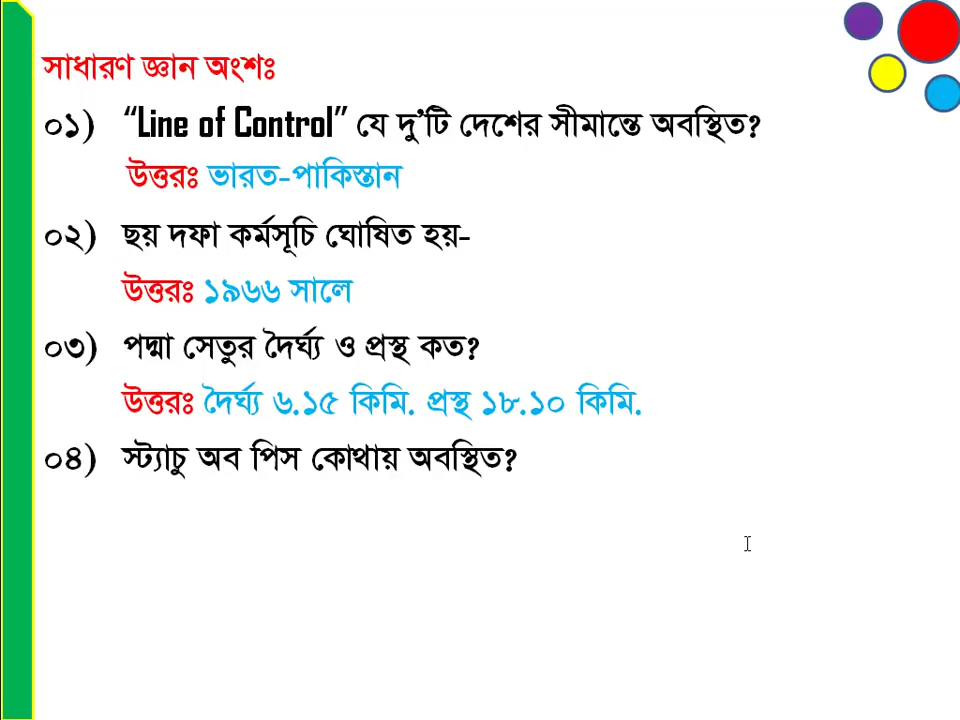 সাধারণ জ্ঞান অংশঃ
০১) “Line of Control” যে দু’টি দেশের সীমান্তে অবস্থিত?
উত্তরঃ ভারত-পাকিস্তান
০২) ছয় দফা কর্মসূচি ঘোষিত হয়-
উত্তরঃ ১৯৬৬ সালে
০৩) পদ্মা সেতুর দৈর্ঘ্য ও প্রস্থ কত?
উত্তরঃ দৈর্ঘ্য ৬.১৫ কিমি. প্রস্থ ১৮.১০ কিমি.
০৪) স্ট্যাচু অব পিস কোথায় অবস্থিত?